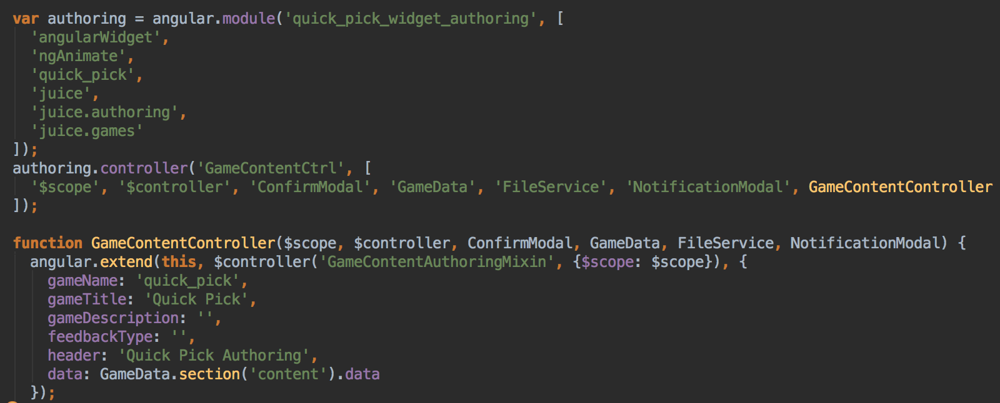 var authoring = angular.module('quick_pick_widget_authoring', [
  'angularWidget',
  'ngAnimate',
  'quick_pick',
  'juice',
  'juice.authoring',
  'juice.games'
]);
authoring.controller('GameContentCtrl', [
  '$scope', '$controller', 'ConfirmModal', 'GameData', 'FileService', 'NotificationModal', GameContentController
]);
function GameContentController($scope, $controller, ConfirmModal, GameData, FileService, NotificationModal) {
  angular.extend(this, $controller('GameContentAuthoringMixin', {$scope: $scope}), {
    gameName: 'quick_pick',
    gameTitle: 'Quick Pick',
    gameDescription: '',
    feedbackType: '',
    header: 'Quick Pick Authoring',
    data: GameData.section('content').data
  });